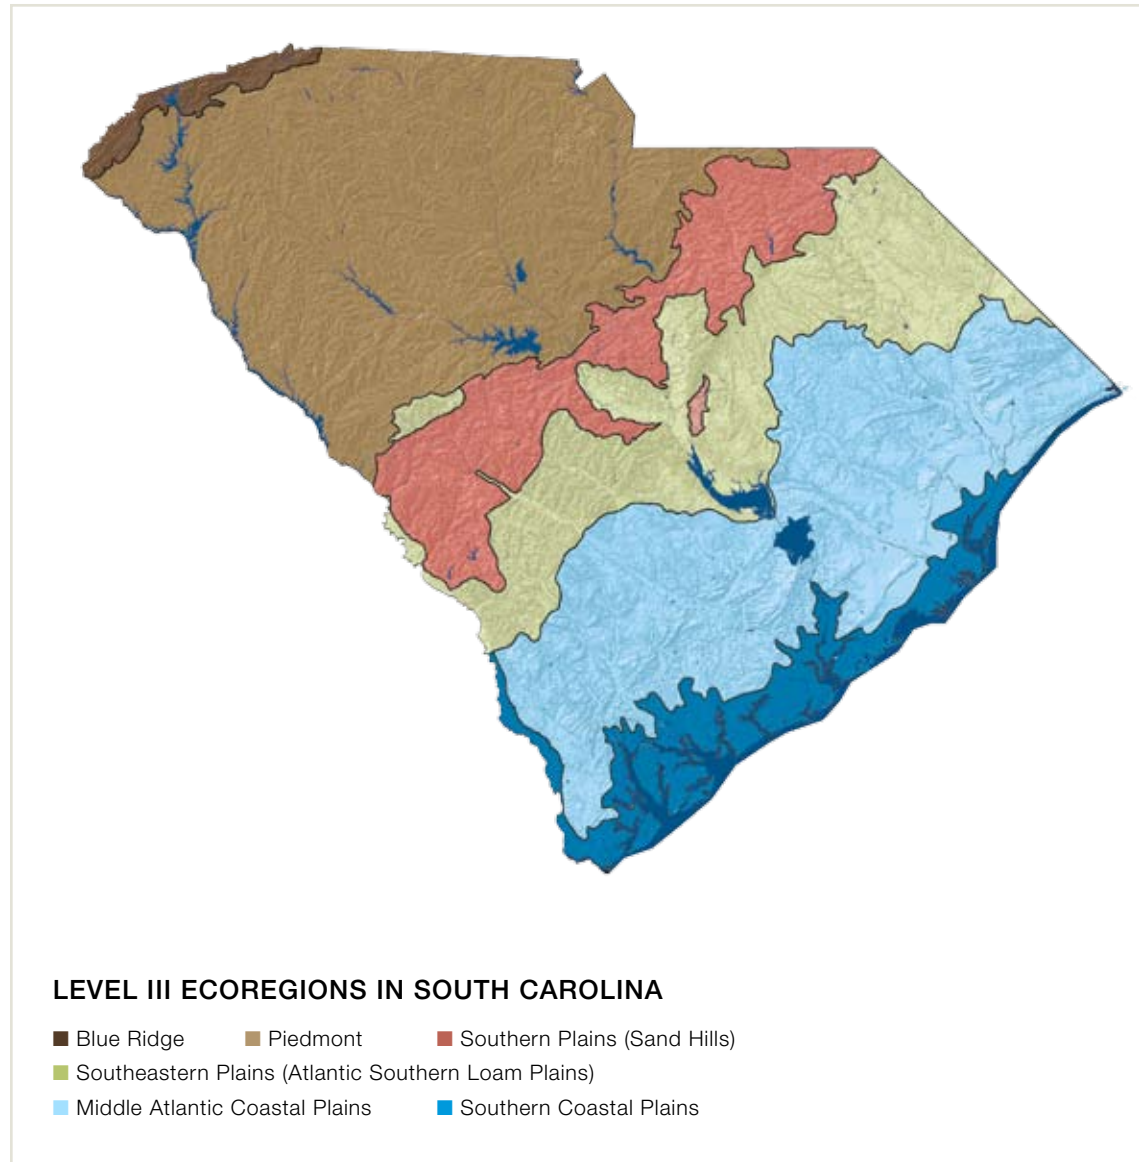 LEVEL III ECOREGIONS IN SOUTH CAROLINA
Blue Ridge Piedmont Southern Plains (Sand Hills)
Southeastern Plains (Atlantic Southern Loam Plains)
Middle Atlantic Coastal Plains Southern Coastal Plains